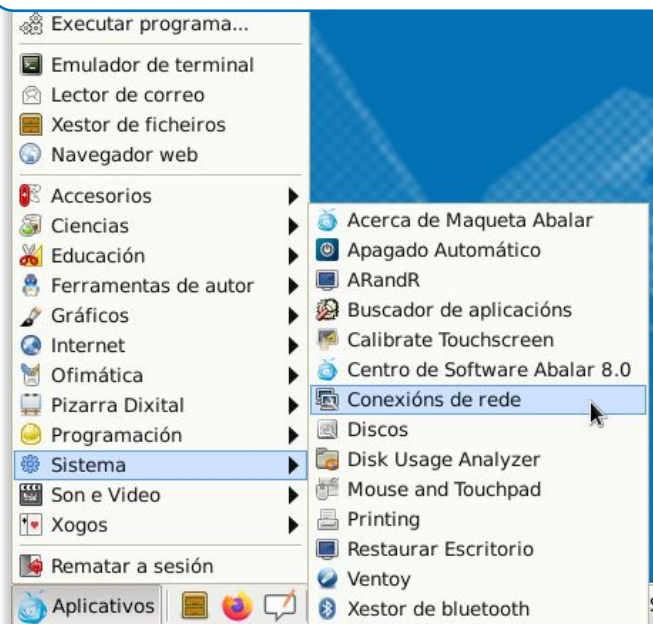 Executar programa...
Emulador de terminal
Lector de correo
Xestor de ficheiros
Navegador web
Accesorios
Ciencias
Educación
Ferramentas de autor
Gráficos
Internet
Ofimática
Pizarra Dixital
Programación
Sistema
Son e Video
Xogos
Rematar a sesión
Aplicativos
Acerca de Maqueta Abalar
Apagado Automático
ARandR
Buscador de aplicacións
Calibrate Touchscreen
Centro de Software Abalar 8.0
Conexións de rede
Discos
Disk Usage Analyzer
Mouse and Touchpad
Printing
Restaurar Escritorio
Ventoy
Xestor de bluetooth